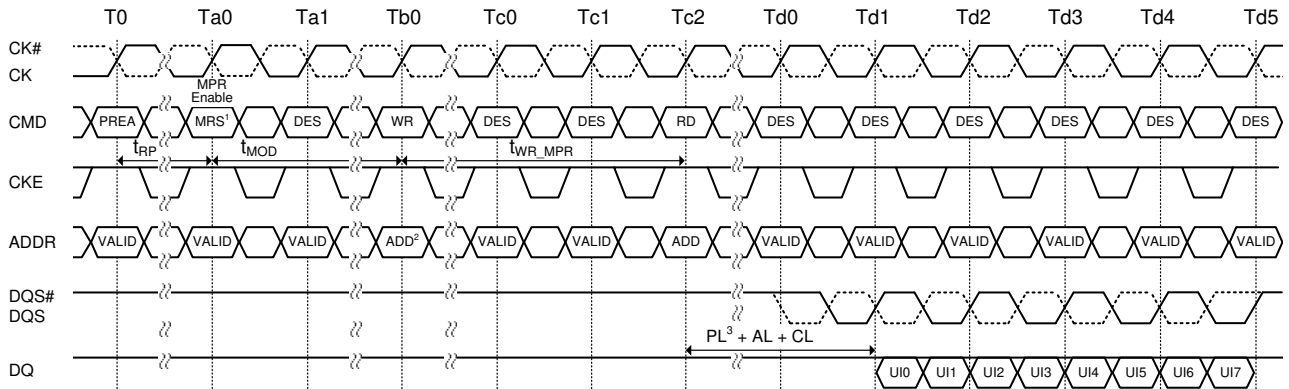 T0 Ta0 Ta1 Tb0 Tc0 Tc1 Tc2 Td0 Td1 Td2 Td3 Td4 Td5
CK#
CK
MPR
Enable
CMD PREA MRS¹ DES WR DES DES RD DES DES DES DES DES DES
tRP tMOD tWR_MPR
CKE
ADDR VALID VALID VALID ADD² VALID VALID ADD VALID VALID VALID VALID VALID VALID
DQS#
DQS
PL³ + AL + CL
DQ UI0 UI1 UI2 UI3 UI4 UI5 UI6 UI7